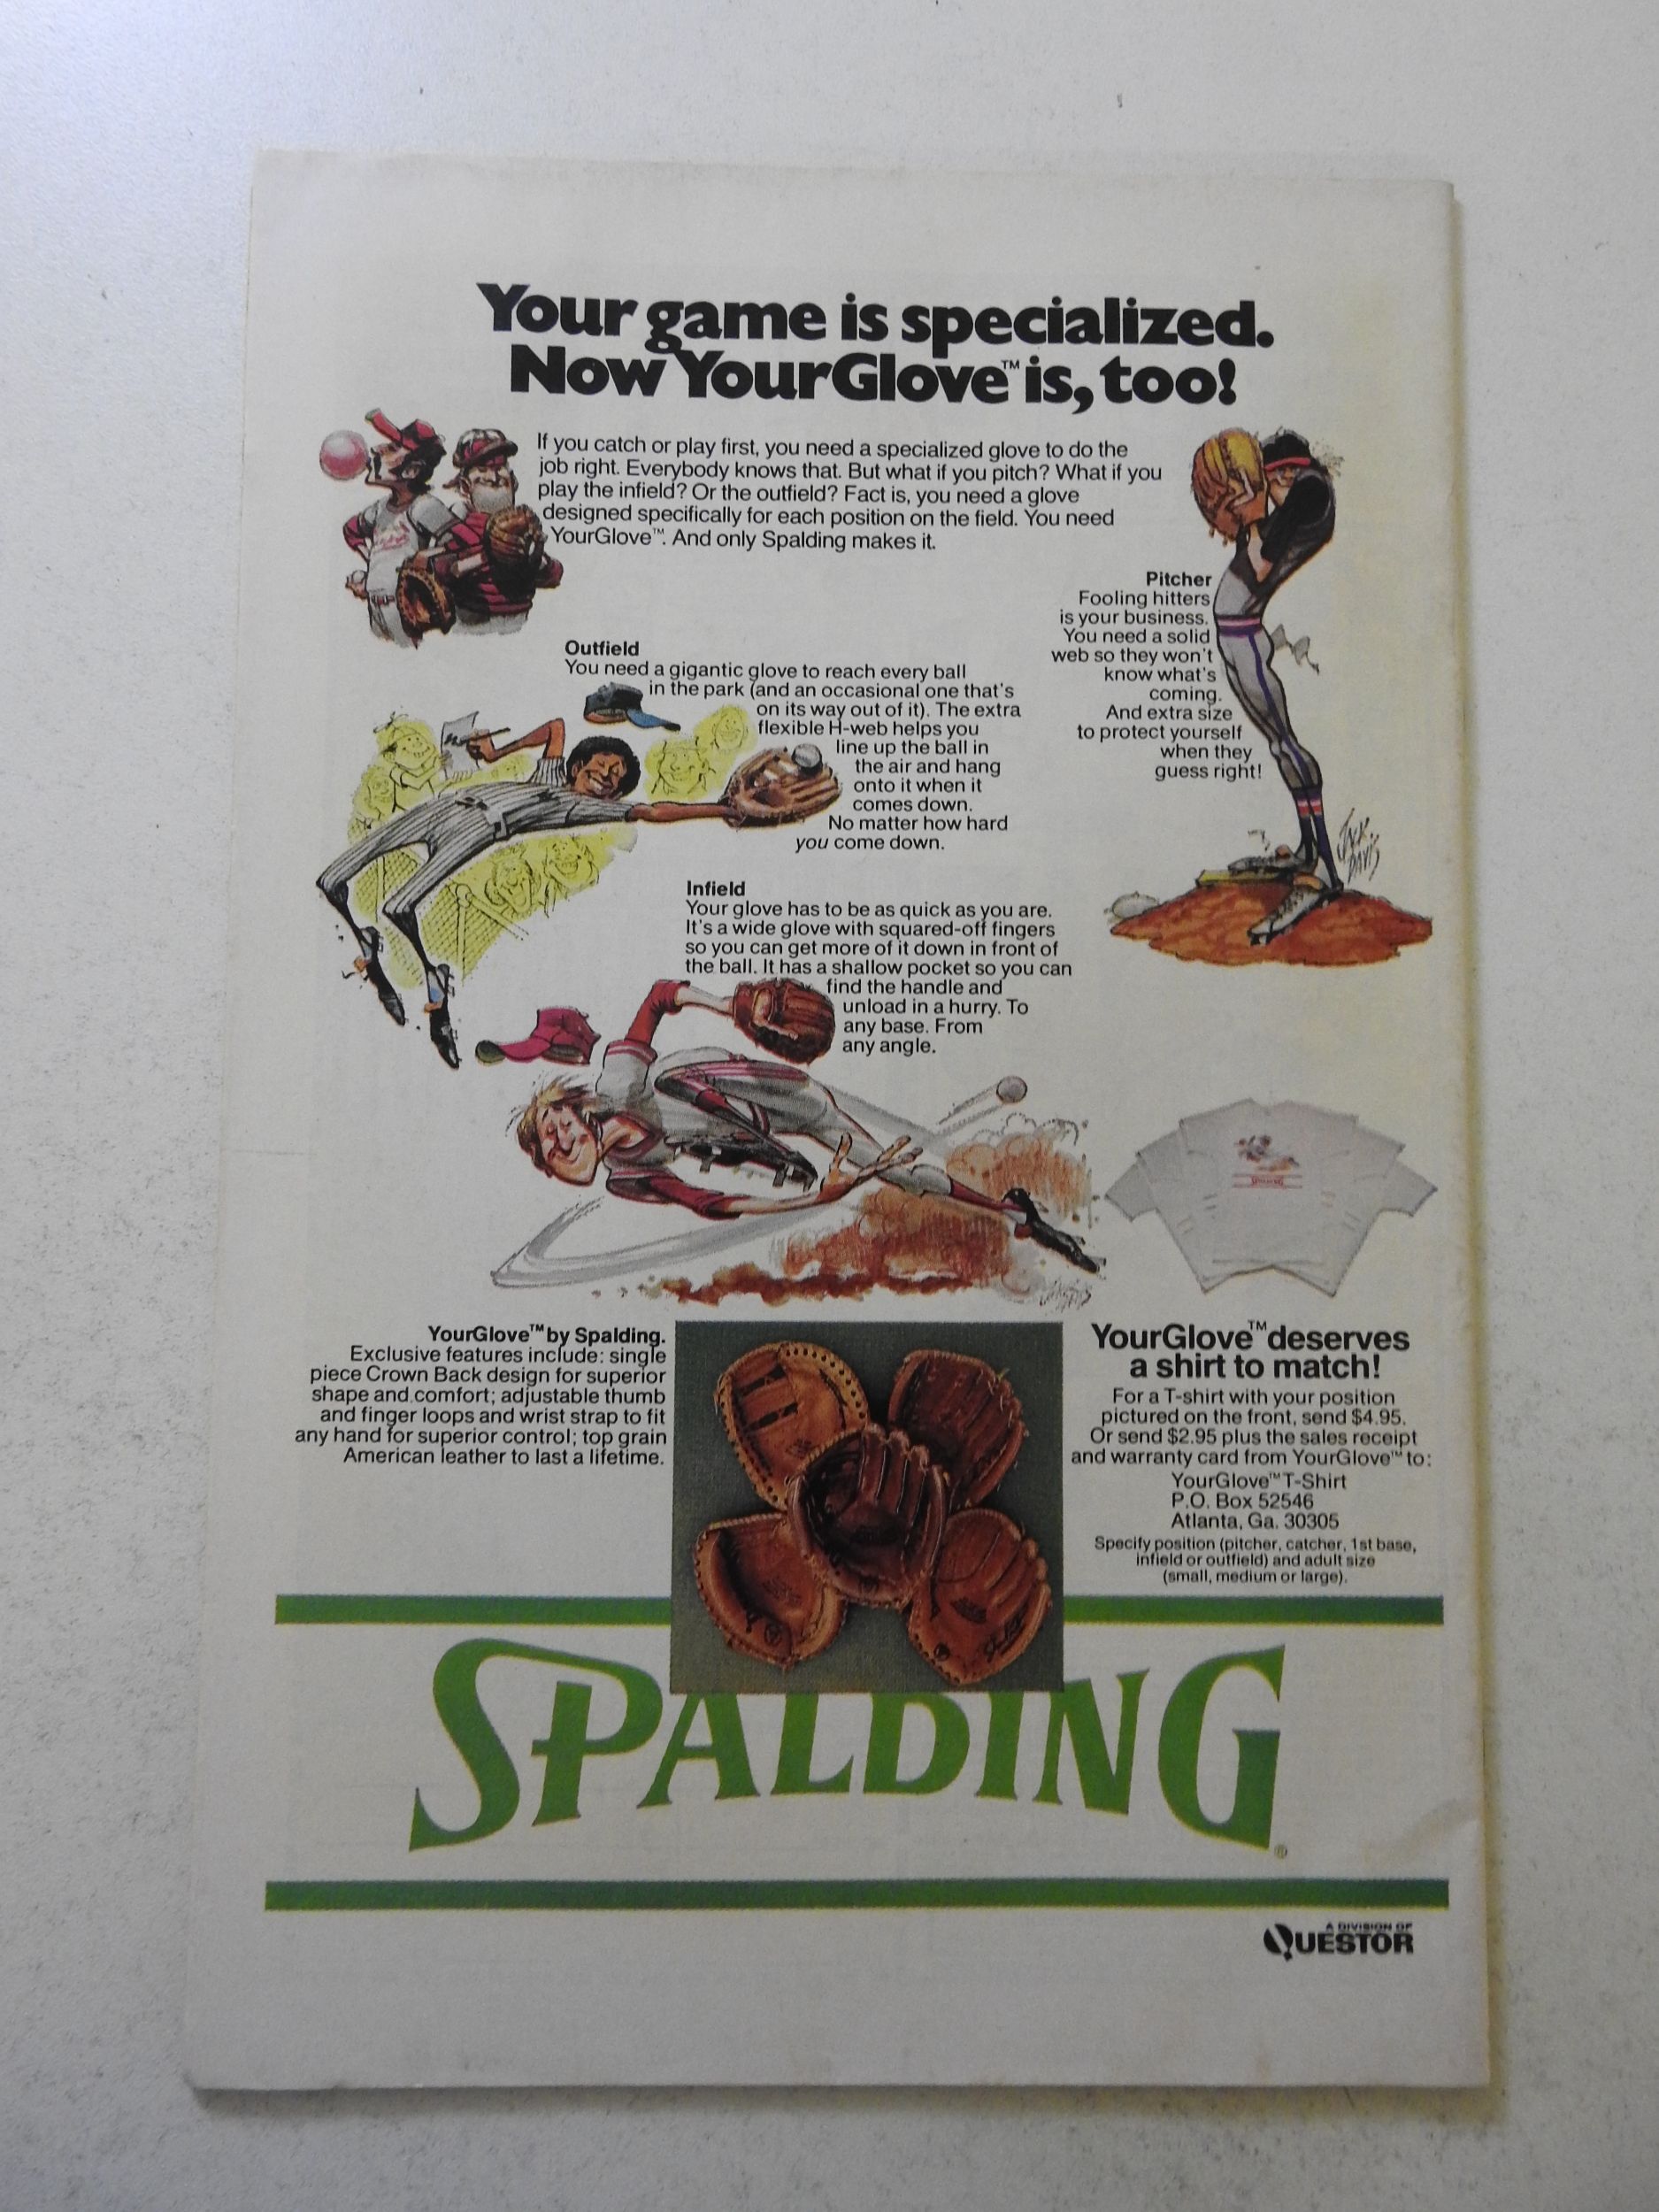 Your game is specialized.
Now YourGlove™ is, too!
If you catch or play first, you need a specialized glove to do the
job right. Everybody knows that. But what if you pitch? What if you
play the infield? Or the outfield? Fact is, you need a glove
designed specifically for each position on the field. You need
YourGlove™. And only Spalding makes it.
Pitcher
Fooling hitters
is your business.
You need a solid
web so they won't
know what's
coming.
And extra size
to protect yourself
when they
guess right!
JACK
DAVIS
Outfield
You need a gigantic glove to reach every ball
in the park (and an occasional one that's
on its way out of it). The extra
flexible H-web helps you
line up the ball in
the air and hang
onto it when it
comes down.
No matter how hard
you come down.
Infield
Your glove has to be as quick as you are.
It's a wide glove with squared-off fingers
so you can get more of it down in front of
the ball. It has a shallow pocket so you can
find the handle and
unload in a hurry. To
any base. From
any angle.
SPALDING
YourGlove™ by Spalding.
Exclusive features include: single
piece Crown Back design for superior
shape and comfort; adjustable thumb
and finger loops and wrist strap to fit
any hand for superior control; top grain
American leather to last a lifetime.
YourGlove™ deserves
a shirt to match!
For a T-shirt with your position
pictured on the front, send $4.95.
Or send $2.95 plus the sales receipt
and warranty card from YourGlove™ to:
YourGlove™ T-Shirt
P.O. Box 52546
Atlanta, Ga. 30305
Specify position (pitcher, catcher, 1st base,
infield or outfield) and adult size
(small, medium or large).
SPALDING®
A DIVISION OF
QUESTOR